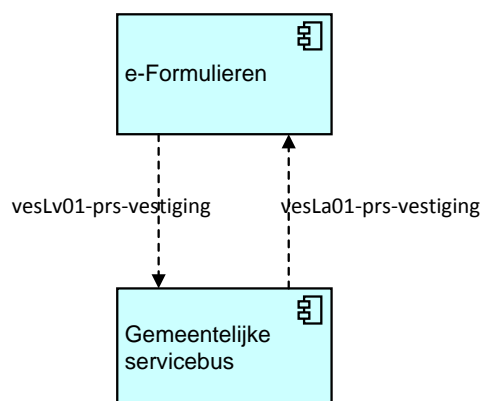 e-Formulieren
vesLv01-prs-vestiging
vesLa01-prs-vestiging
Gemeentelijke
servicebus